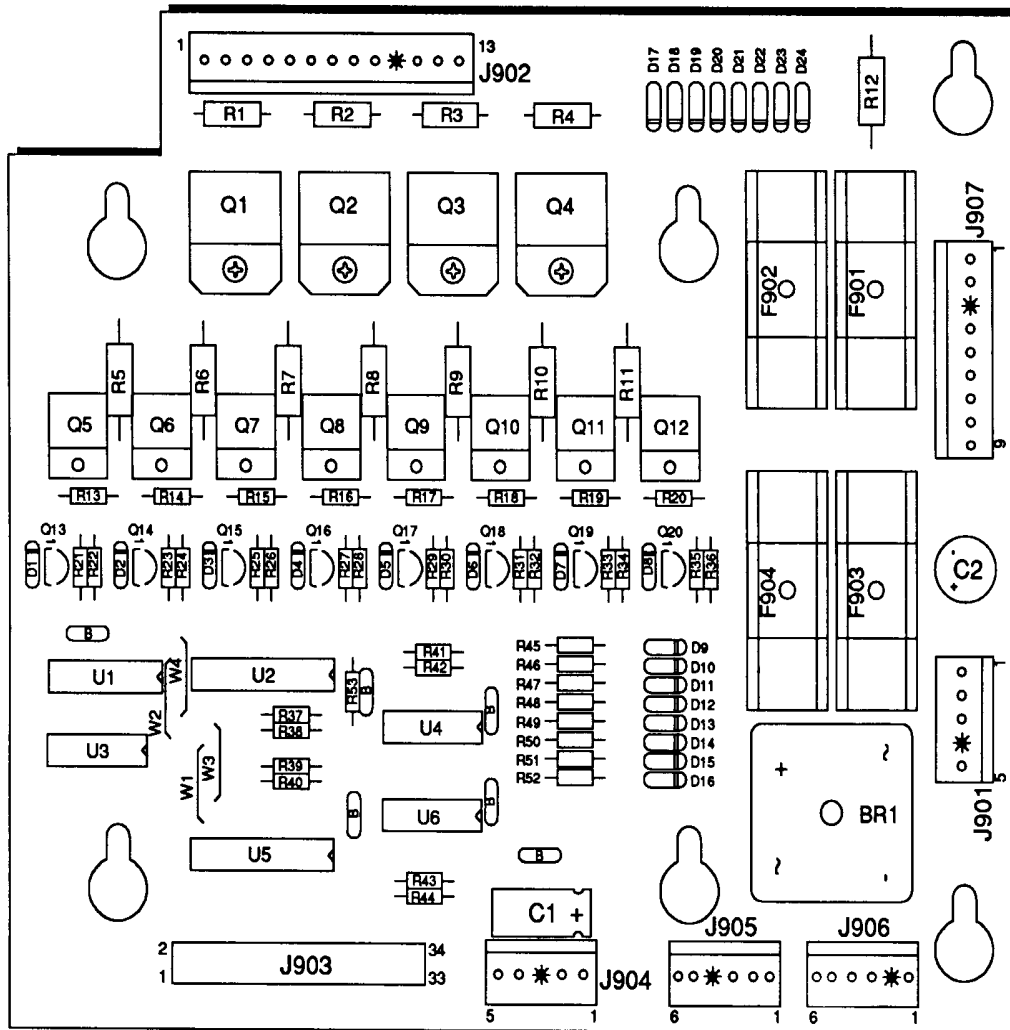 1 13 J902
D17 D18 D19 D20 D21 D22 D23 D24
R12
R1 R2 R3 R4
Q1 Q2 Q3 Q4
J907
1
9
F902 F901
R5 R6 R7 R8 R9 R10 R11
Q5 Q6 Q7 Q8 Q9 Q10 Q11 Q12
R13 R14 R15 R16 R17 R18 R19 R20
Q13 Q14 Q15 Q16 Q17 Q18 Q19 Q20
D1 R21 R22 D2 R23 R24 D3 R25 R26 D4 R27 R28 D5 R29 R30 D6 R31 R32 D7 R33 R34 D8 R35 R36
F904 F903
- C2 +
B
U1 W4 U2 R53 B
W2
U3
R41
R42
R37
R38
W1 W3
R39
R40
U4 B
U6 B
B
U5
R43
R44
R45 D9
R46 D10
R47 D11
R48 D12
R49 D13
R50 D14
R51 D15
R52 D16
1
5
J901
+ ~
BR1
~ -
B
C1 +
2 34
J903
1 33
J904
5 1
J905
6 1
J906
6 1